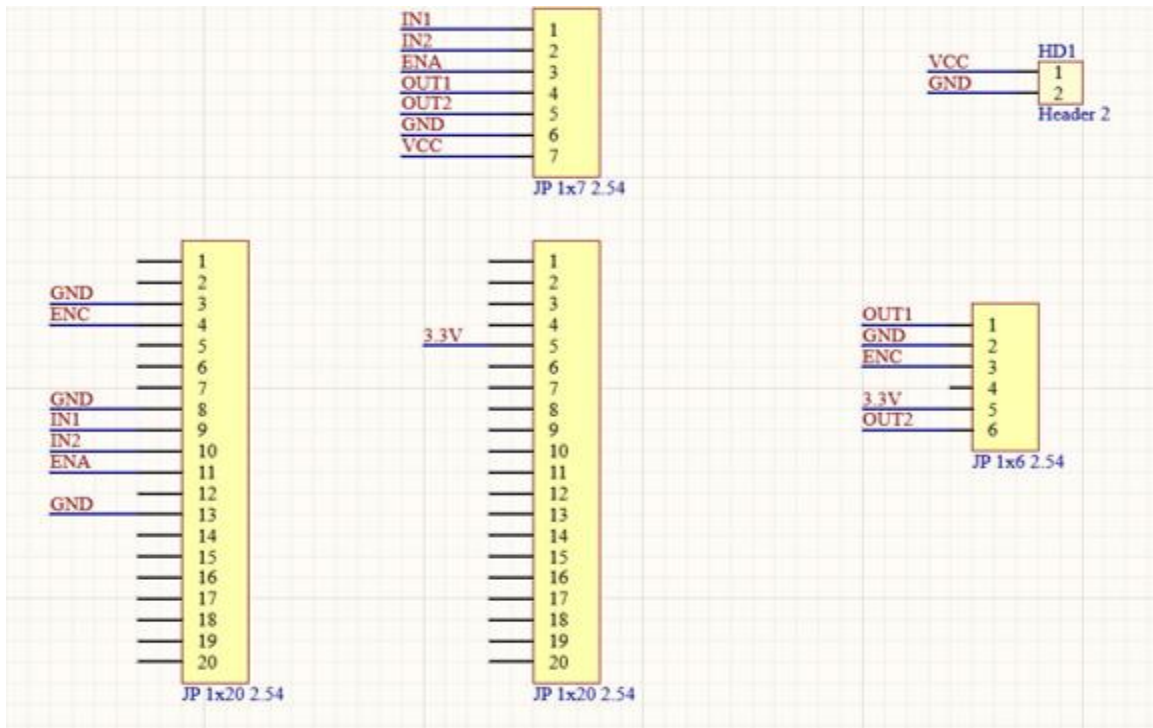 IN1 1
IN2 2
ENA 3
OUT1 4
OUT2 5
GND 6
VCC 7
JP 1x7 2.54
HD1
VCC 1
GND 2
Header 2
1
2
GND 3
ENC 4
5
6
7
GND 8
IN1 9
IN2 10
ENA 11
12
GND 13
14
15
16
17
18
19
20
JP 1x20 2.54
1
2
3
4
3.3V 5
6
7
8
9
10
11
12
13
14
15
16
17
18
19
20
JP 1x20 2.54
OUT1 1
GND 2
ENC 3
4
3.3V 5
OUT2 6
JP 1x6 2.54